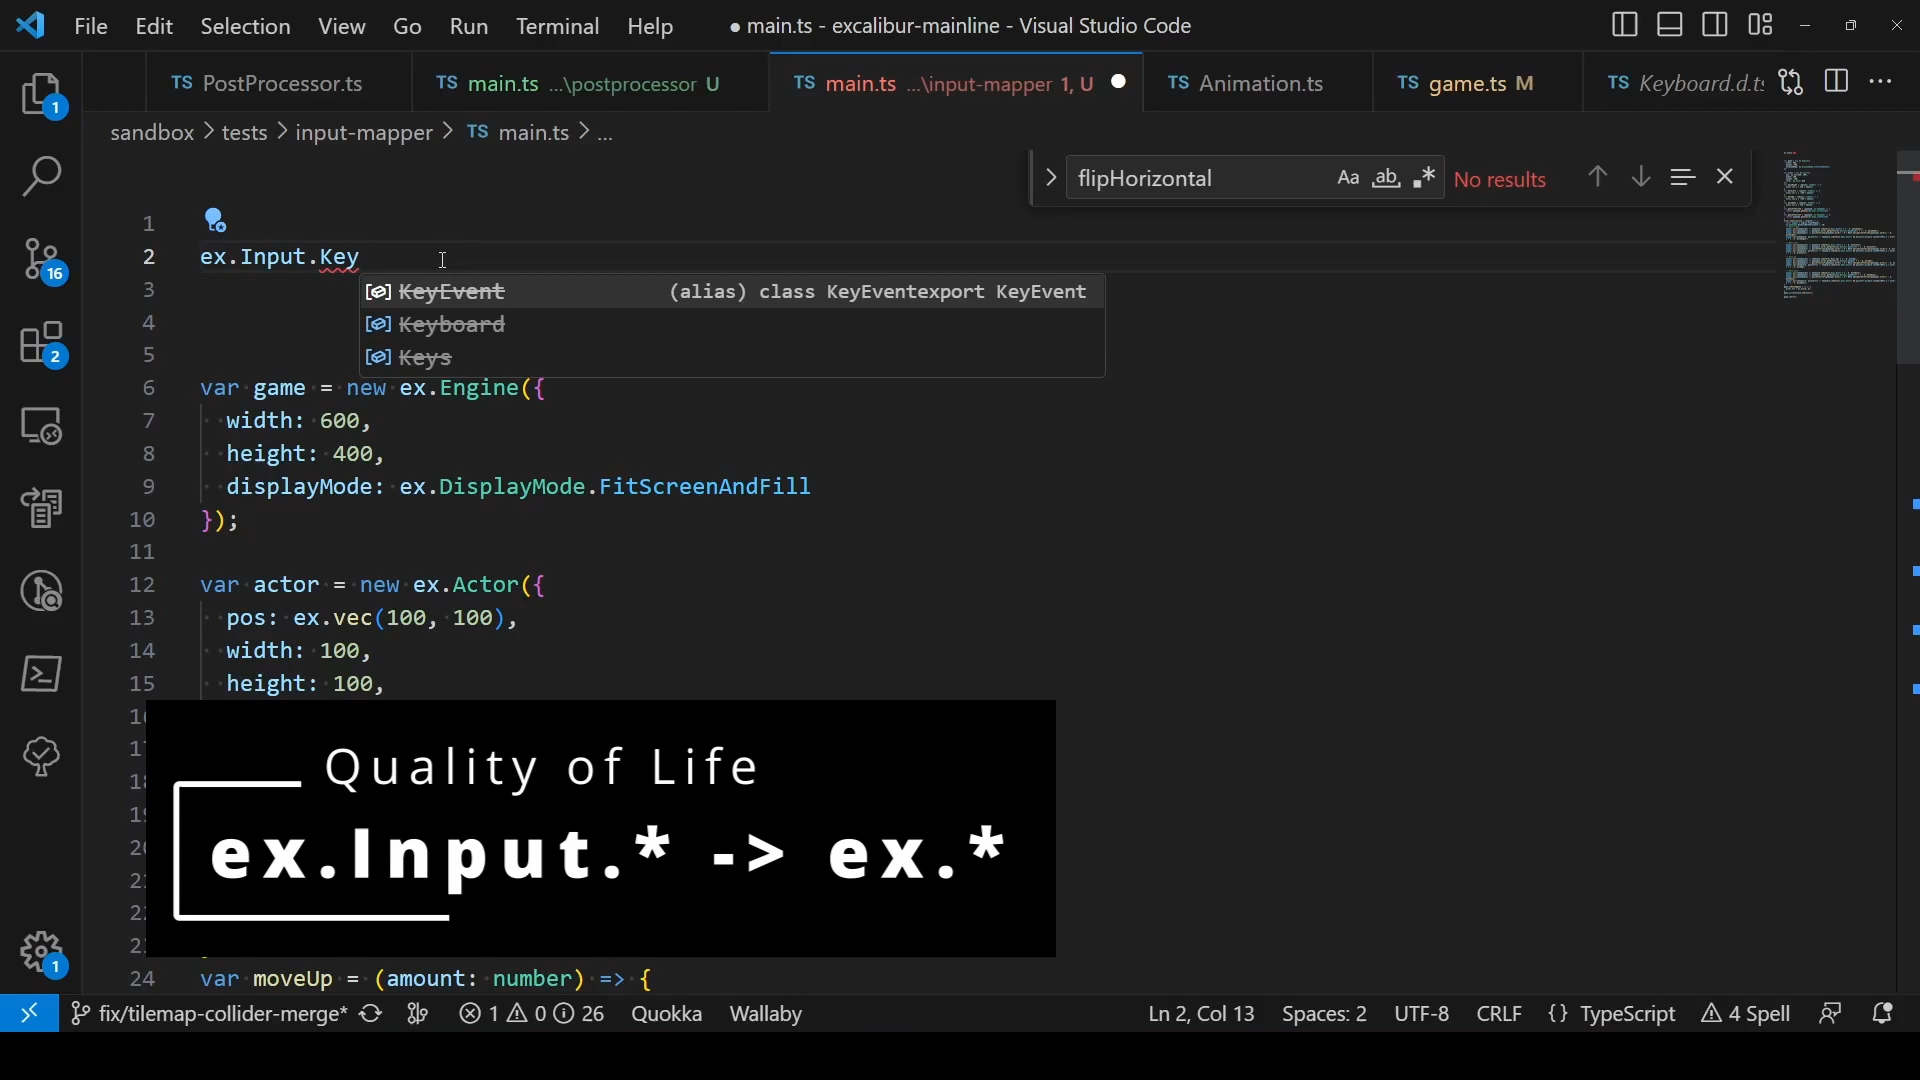 File Edit Selection View Go Run Terminal Help
● main.ts - excalibur-mainline - Visual Studio Code
TS PostProcessor.ts
TS main.ts ...\postprocessor U
TS main.ts ...\input-mapper 1, U
TS Animation.ts
TS game.ts M
TS Keyboard.d.ts
sandbox > tests > input-mapper > TS main.ts > ...
flipHorizontal Aa ab .* No results
1
16
2
1
1
2 ex.Input.Key
3 KeyEvent (alias) class KeyEventexport KeyEvent
4 Keyboard
5 Keys
6 var game = new ex.Engine({
7 width: 600,
8 height: 400,
9 displayMode: ex.DisplayMode.FitScreenAndFill
10 });
11
12 var actor = new ex.Actor({
13 pos: ex.vec(100, 100),
14 width: 100,
15 height: 100,
Quality of Life
ex.Input.* -> ex.*
24 var moveUp = (amount: number) => {
fix/tilemap-collider-merge* 1 0 26 Quokka Wallaby Ln 2, Col 13 Spaces: 2 UTF-8 CRLF {} TypeScript 4 Spell